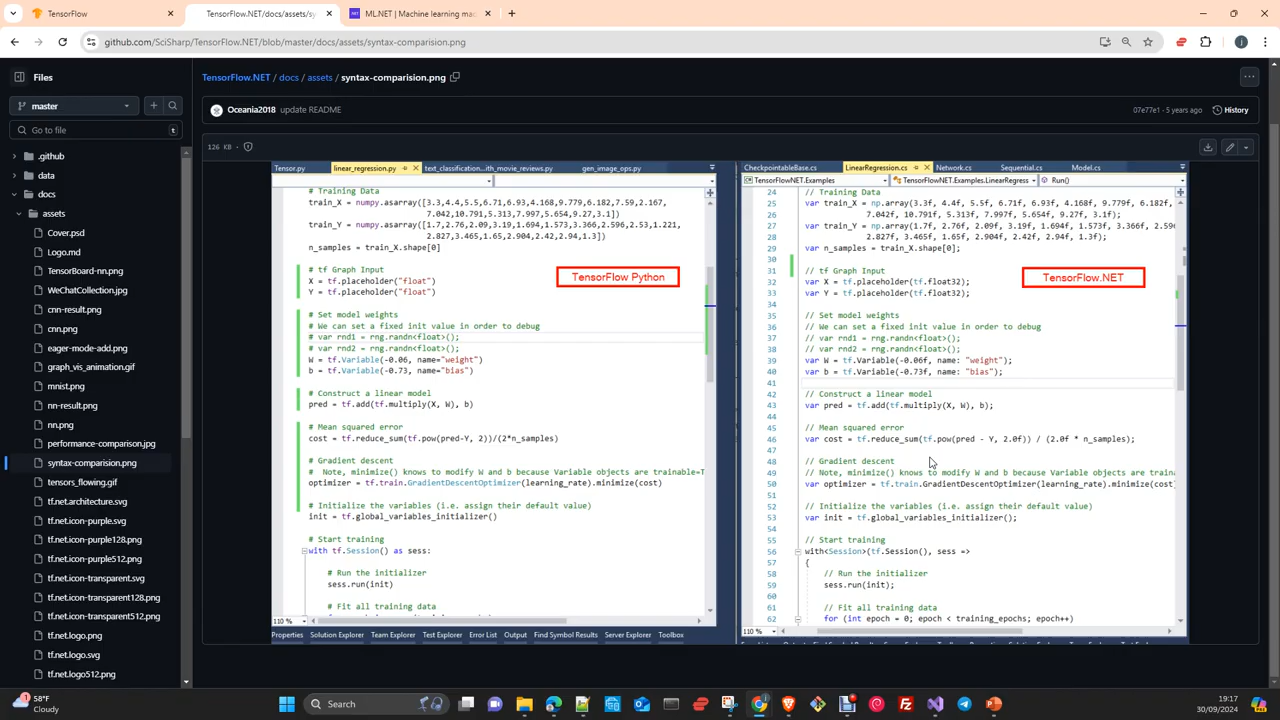 TensorFlow
TensorFlow.NET/docs/assets/sy
ML.NET | Machine learning ma
github.com/SciSharp/TensorFlow.NET/blob/master/docs/assets/syntax-comparision.png
Files
master
Go to file
t
.github
data
docs
assets
Cover.psd
Logo.md
TensorBoard-nn.png
WeChatCollection.jpg
cnn-result.png
cnn.png
eager-mode-add.png
graph_vis_animation.gif
mnist.png
nn-result.png
nn.png
performance-comparison.jpg
syntax-comparision.png
tensors_flowing.gif
tf.net.architecture.svg
tf.net.icon-purple.svg
tf.net.icon-purple128.png
tf.net.icon-purple512.png
tf.net.icon-transparent.svg
tf.net.icon-transparent128.png
tf.net.icon-transparent512.png
tf.net.logo.png
tf.net.logo.svg
tf.net.logo512.png
TensorFlow.NET / docs / assets / syntax-comparision.png
Oceania2018 update README
07e77e1 · 5 years ago
History
126 KB
Tensor.py linear_regression.py text_classification...ith_movie_reviews.py gen_image_ops.py
# Training Data
train_X = numpy.asarray([3.3,4.4,5.5,6.71,6.93,4.168,9.779,6.182,7.59,2.167,
7.042,10.791,5.313,7.997,5.654,9.27,3.1])
train_Y = numpy.asarray([1.7,2.76,2.09,3.19,1.694,1.573,3.366,2.596,2.53,1.221,
2.827,3.465,1.65,2.904,2.42,2.94,1.3])
n_samples = train_X.shape[0]
# tf Graph Input
X = tf.placeholder("float")
Y = tf.placeholder("float")
TensorFlow Python
# Set model weights
# We can set a fixed init value in order to debug
# var rnd1 = rng.randn<float>();
# var rnd2 = rng.randn<float>();
W = tf.Variable(-0.06, name="weight")
b = tf.Variable(-0.73, name="bias")
# Construct a linear model
pred = tf.add(tf.multiply(X, W), b)
# Mean squared error
cost = tf.reduce_sum(tf.pow(pred-Y, 2))/(2*n_samples)
# Gradient descent
# Note, minimize() knows to modify W and b because Variable objects are trainable=T
optimizer = tf.train.GradientDescentOptimizer(learning_rate).minimize(cost)
# Initialize the variables (i.e. assign their default value)
init = tf.global_variables_initializer()
# Start training
with tf.Session() as sess:
# Run the initializer
sess.run(init)
# Fit all training data
110 %
Properties Solution Explorer Team Explorer Test Explorer Error List Output Find Symbol Results Server Explorer Toolbox
CheckpointableBase.cs LinearRegression.cs Network.cs Sequential.cs Model.cs
TensorFlowNET.Examples TensorFlowNET.Examples.LinearRegress Run()
24 // Training Data
25 var train_X = np.array(3.3f, 4.4f, 5.5f, 6.71f, 6.93f, 4.168f, 9.779f, 6.182f,
26 7.042f, 10.791f, 5.313f, 7.997f, 5.654f, 9.27f, 3.1f);
27 var train_Y = np.array(1.7f, 2.76f, 2.09f, 3.19f, 1.694f, 1.573f, 3.366f, 2.596
28 2.827f, 3.465f, 1.65f, 2.904f, 2.42f, 2.94f, 1.3f);
29 var n_samples = train_X.shape[0];
30
31 // tf Graph Input
32 var X = tf.placeholder(tf.float32);
33 var Y = tf.placeholder(tf.float32);
TensorFlow.NET
34
35 // Set model weights
36 // We can set a fixed init value in order to debug
37 // var rnd1 = rng.randn<float>();
38 // var rnd2 = rng.randn<float>();
39 var W = tf.Variable(-0.06f, name: "weight");
40 var b = tf.Variable(-0.73f, name: "bias");
41
42 // Construct a linear model
43 var pred = tf.add(tf.multiply(X, W), b);
44
45 // Mean squared error
46 var cost = tf.reduce_sum(tf.pow(pred - Y, 2.0f)) / (2.0f * n_samples);
47
48 // Gradient descent
49 // Note, minimize() knows to modify W and b because Variable objects are traina
50 var optimizer = tf.train.GradientDescentOptimizer(learning_rate).minimize(cost
51
52 // Initialize the variables (i.e. assign their default value)
53 var init = tf.global_variables_initializer();
54
55 // Start training
56 with<Session>(tf.Session(), sess =>
57 {
58 // Run the initializer
59 sess.run(init);
60
61 // Fit all training data
62 for (int epoch = 0; epoch < training_epochs; epoch++)
110 %
58°F
Cloudy
Search
19:17
30/09/2024